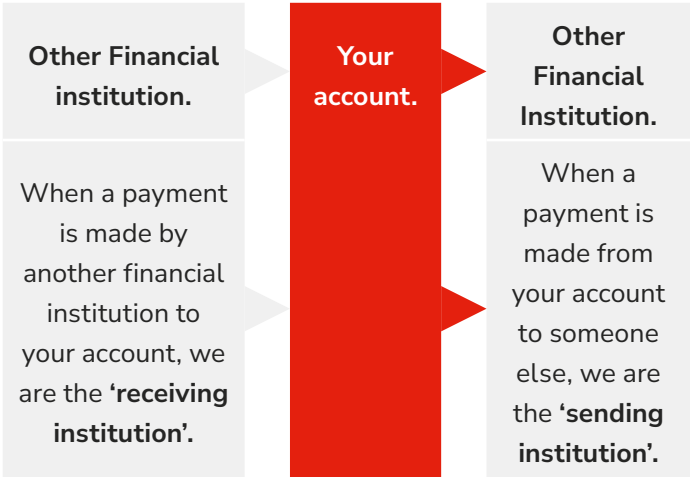 Other Financial
institution.
Your
account.
Other
Financial
Institution.
When a payment
is made by
another financial
institution to
your account, we
are the ‘receiving
institution’.
When a
payment is
made from
your account
to someone
else, we are
the ‘sending
institution’.